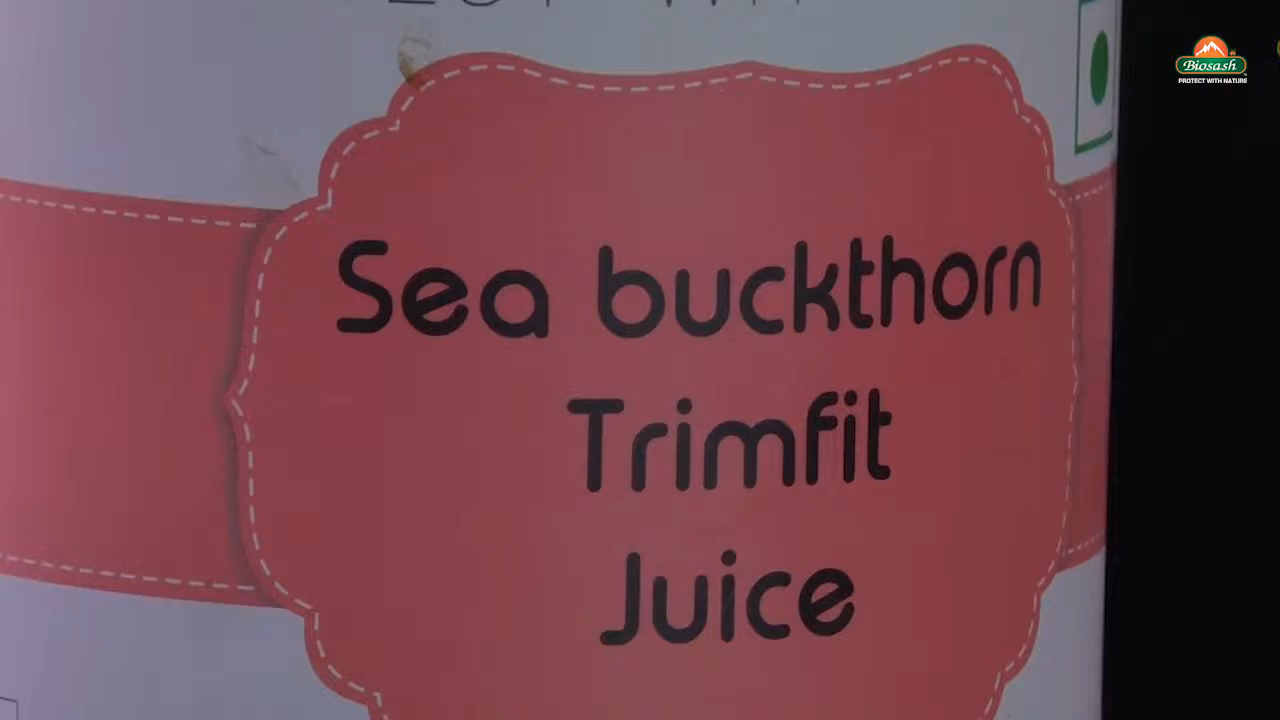 Sea buckthorn
Trimfit
Juice
Biosash
PROTECT WITH NATURE